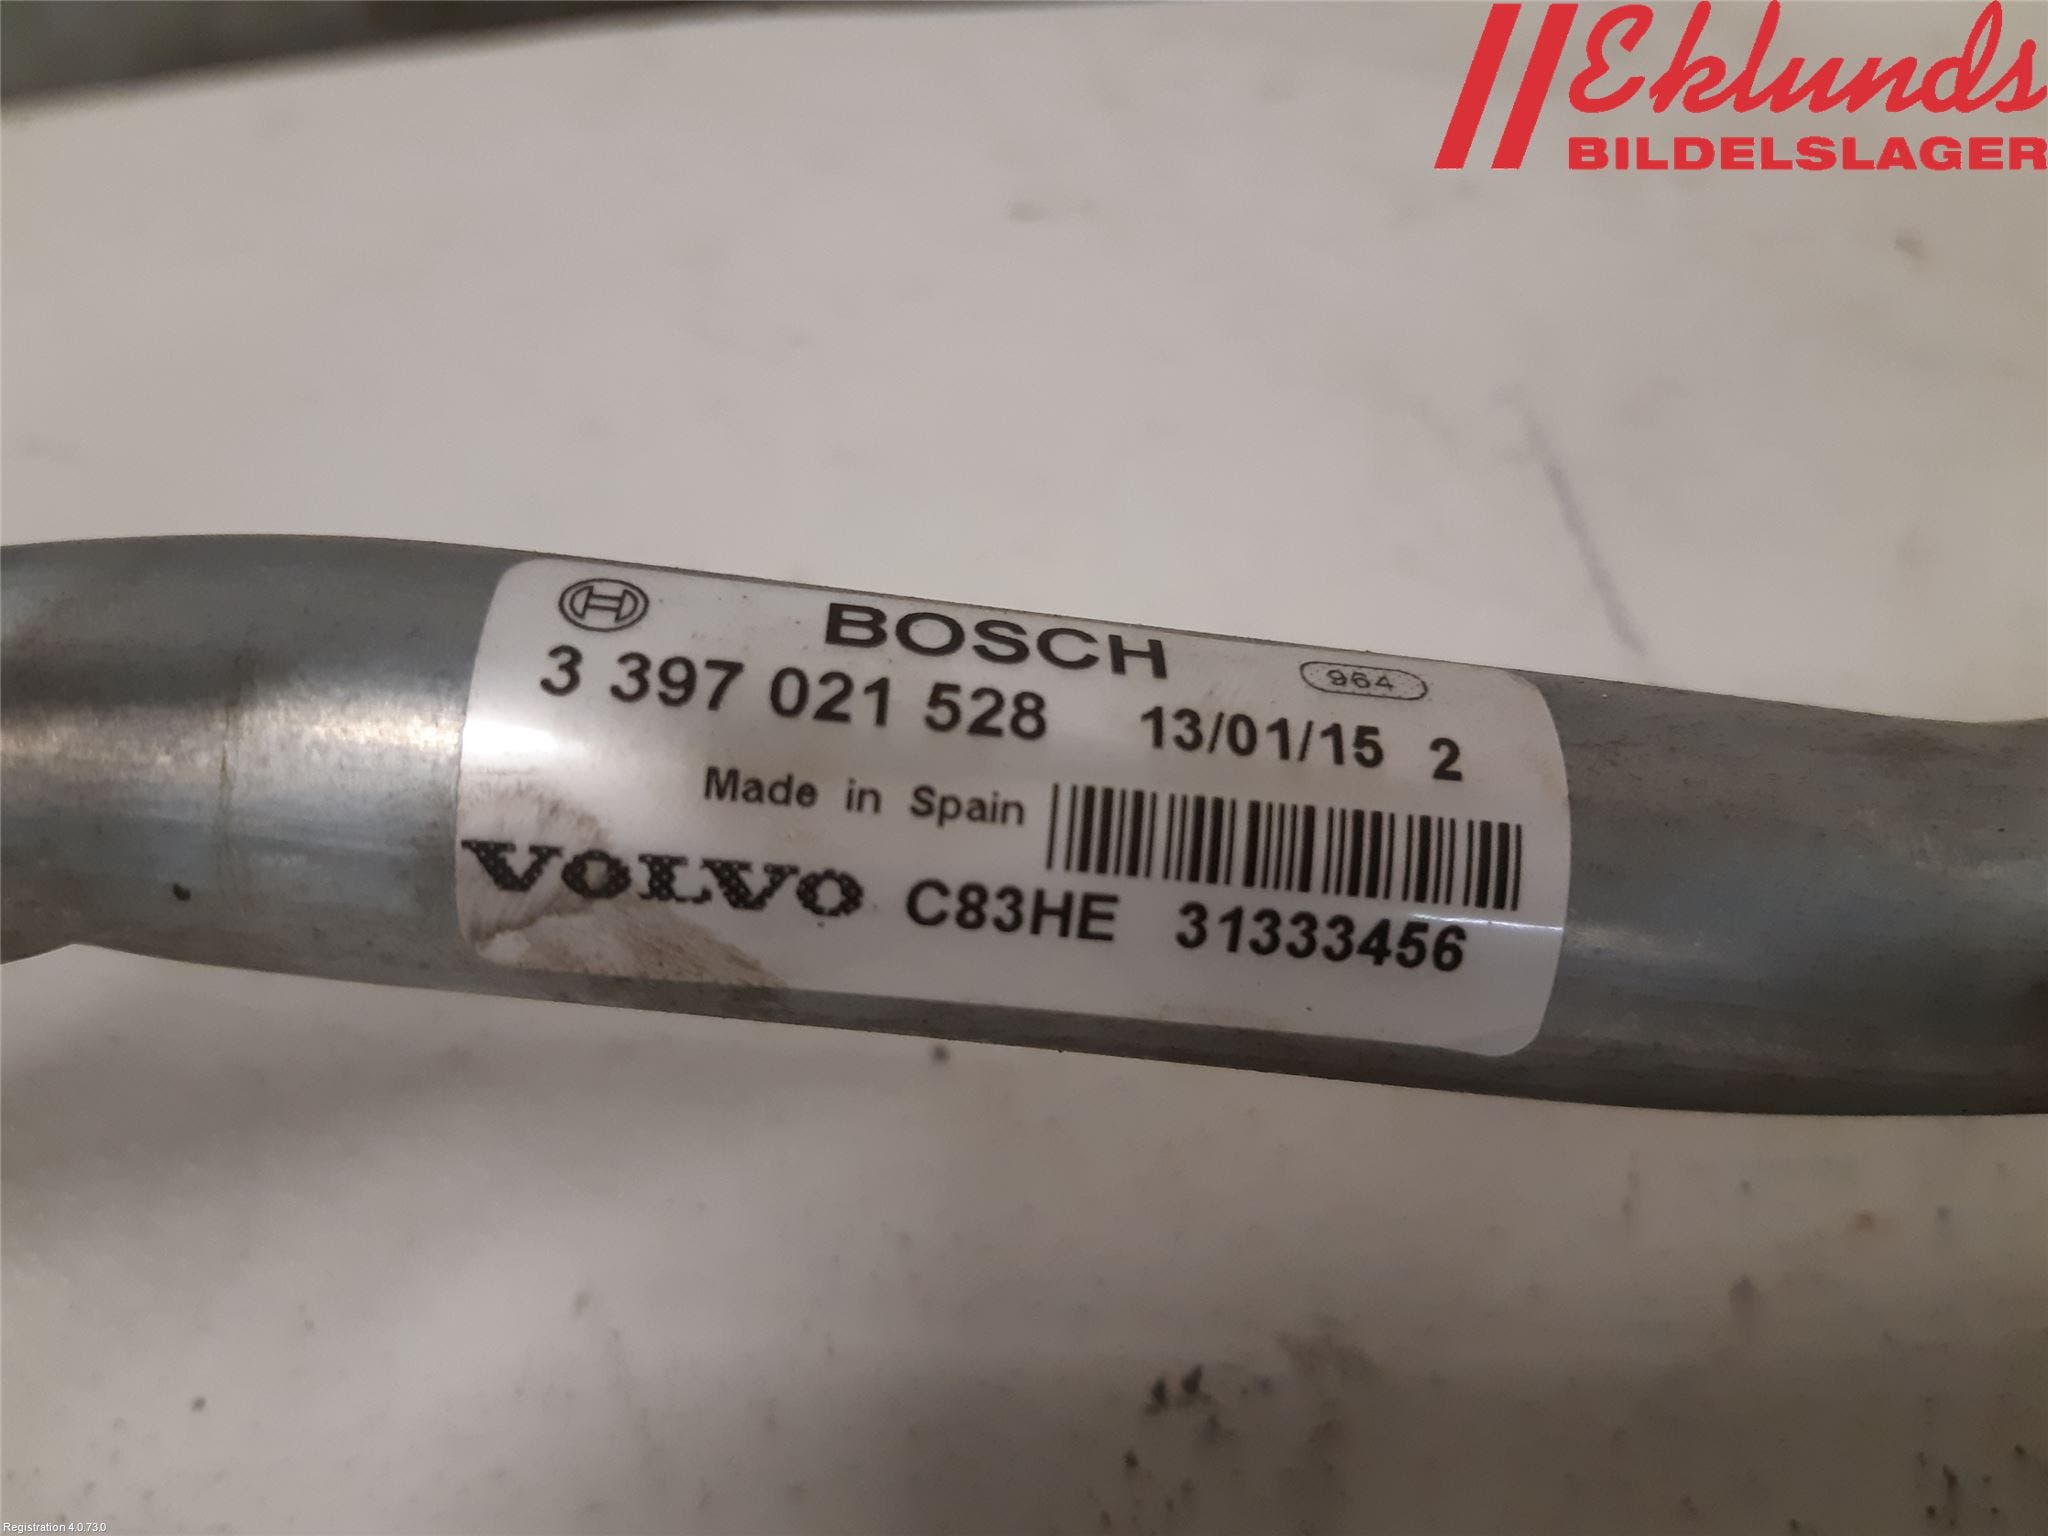 Eklunds
BILDELSLAGER
BOSCH
964
3 397 021 528 13/01/15 2
Made in Spain
VOLVO C83HE 31333456
Registration 4.0.73.0